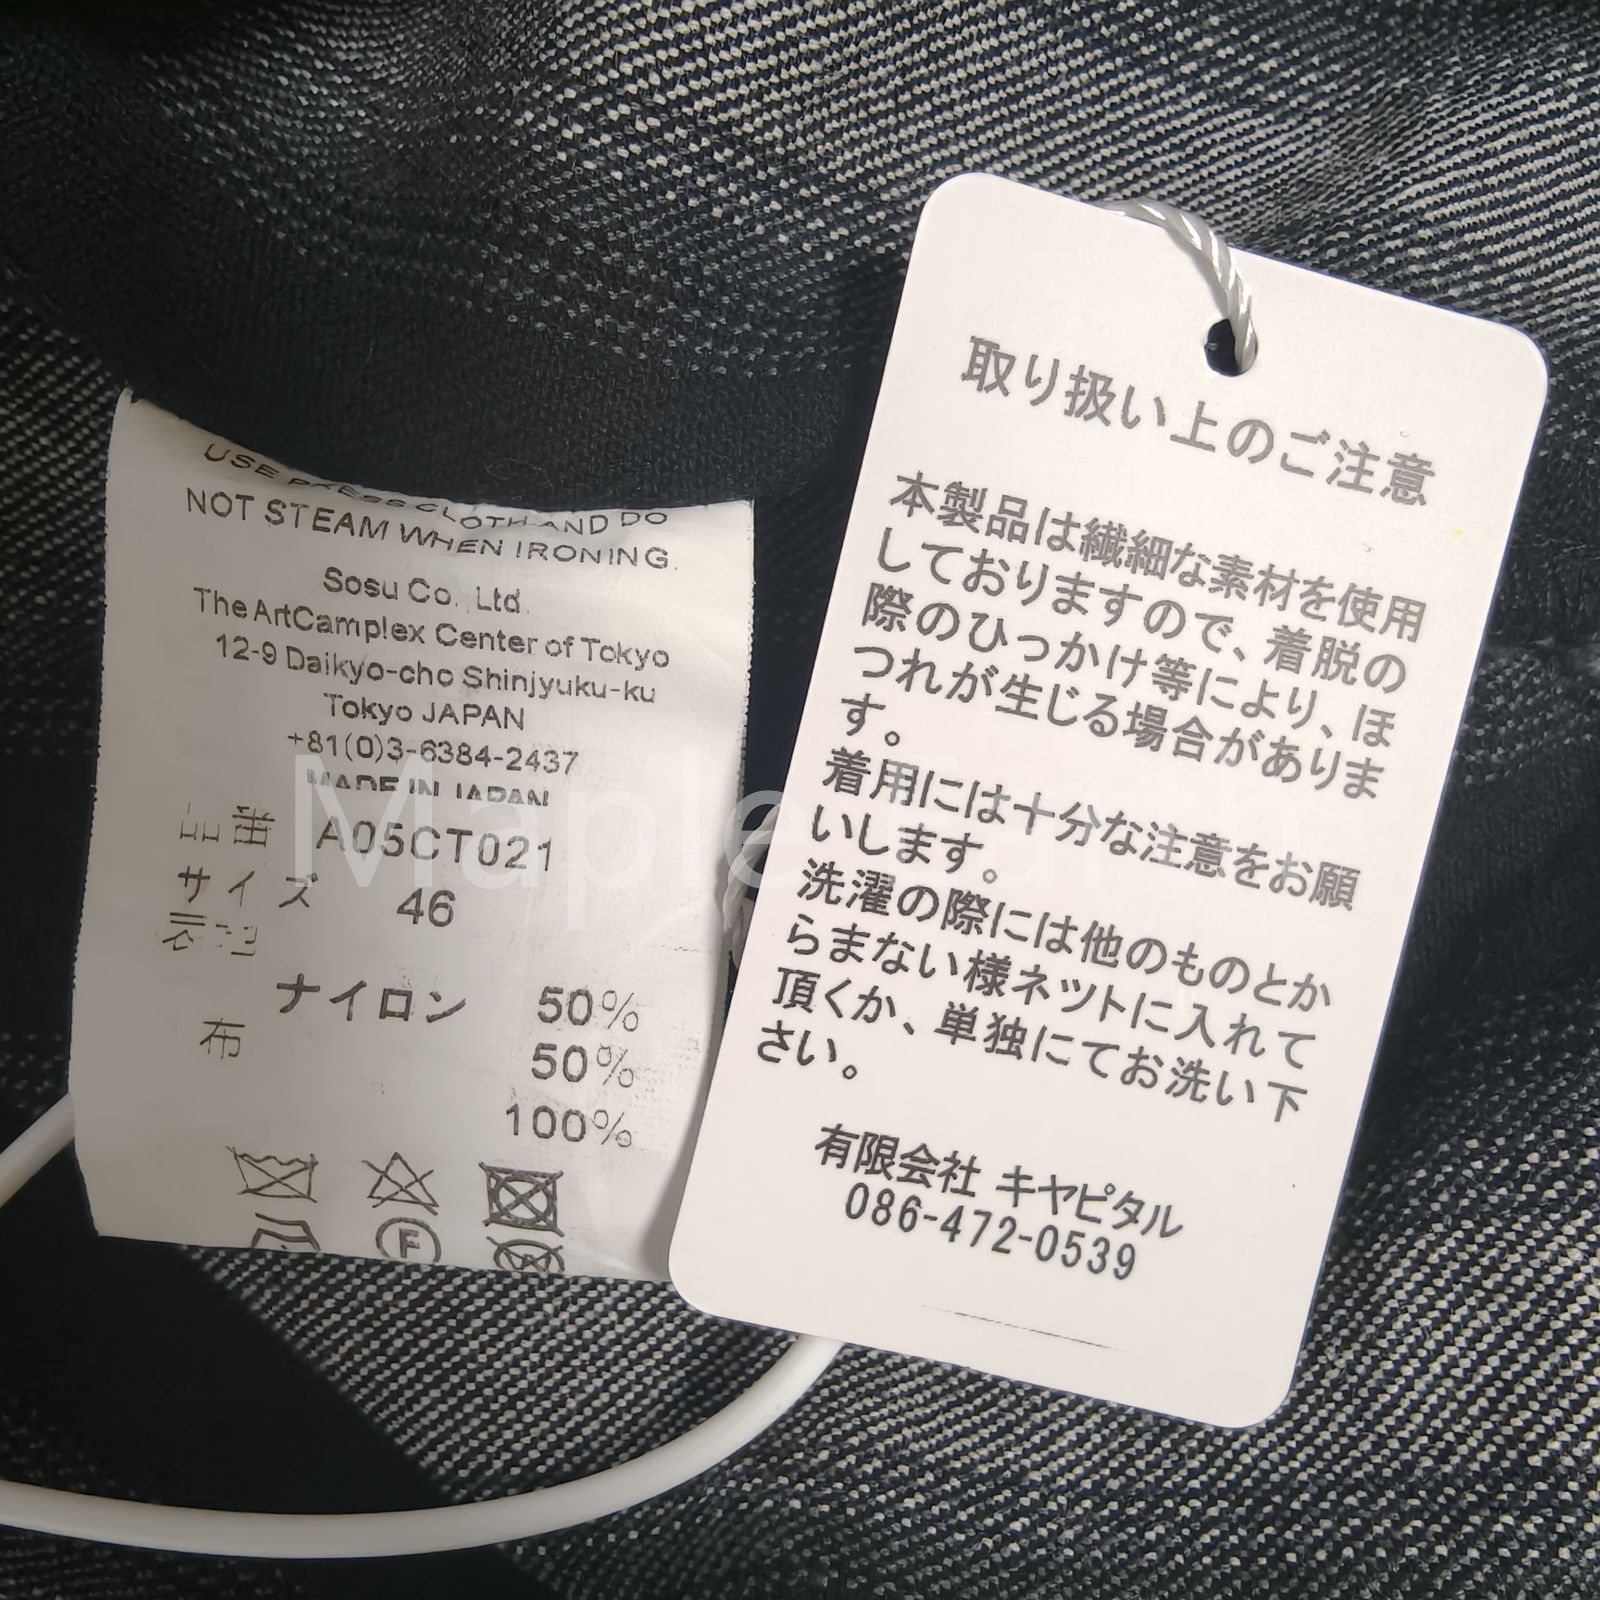 USE PRESS CLOTH AND DO
NOT STEAM WHEN IRONING.
Sosu Co. Ltd.
The ArtCamplex Center of Tokyo
12-9 Daikyo-cho Shinjyuku-ku
Tokyo JAPAN
+81(0)3-6384-2437
MADE IN JAPAN
品番 A05CT021
サイズ 46
表地
ナイロン 50%
布 50%
100%
F
取り扱い上のご注意
本製品は繊細な素材を使用
しておりますので、着脱の
際のひっかけ等により、ほ
つれが生じる場合がありま
す。
着用には十分な注意をお願
いします。
洗濯の際には他のものとか
らまない様ネットに入れて
頂くか、単独にてお洗い下
さい。
有限会社 キヤピタル
086-472-0539